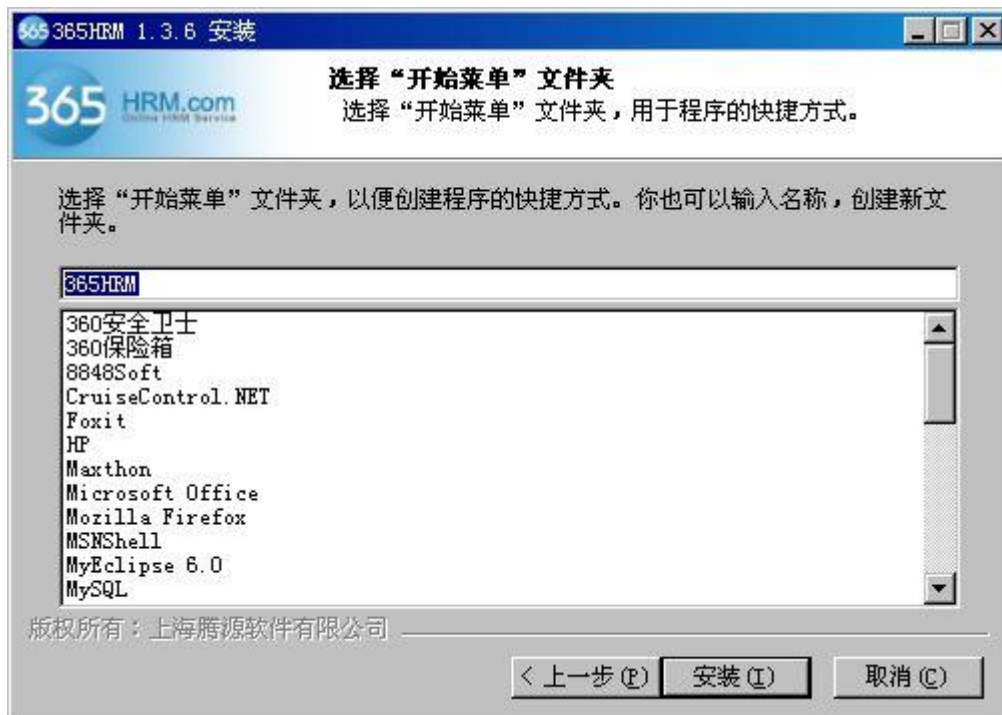 365 365HRM 1.3.6 安装
365 HRM.com
Online HRM Service
选择“开始菜单”文件夹
选择“开始菜单”文件夹，用于程序的快捷方式。
选择“开始菜单”文件夹，以便创建程序的快捷方式。你也可以输入名称，创建新文
件夹。
365HRM
360安全卫士
360保险箱
8848Soft
CruiseControl.NET
Foxit
HP
Maxthon
Microsoft Office
Mozilla Firefox
MSNShell
MyEclipse 6.0
MySQL
版权所有：上海腾源软件有限公司
< 上一步(P) 安装(I) 取消(C)